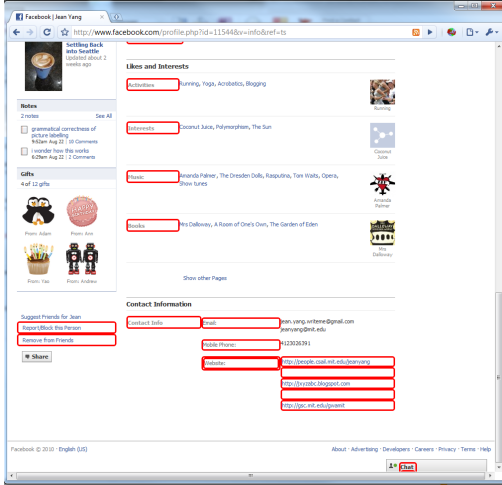 Facebook | Jean Yang
http://www.facebook.com/profile.php?id=11544&v=info&ref=ts
Settling Back
into Seattle
Updated about 2
weeks ago
Notes
2 notes See All
grammatical correctness of
picture labelling
9:52am Aug 22 | 10 Comments
I wonder how this works
6:29am Aug 22 | 2 Comments
Gifts
4 of 12 gifts
From: Adam From: Ann
From: Yao From: Andrew
Suggest Friends for Jean
Report/Block this Person
Remove from Friends
Share
Likes and Interests
Activities Running, Yoga, Acrobatics, Blogging
Running
Interests Coconut Juice, Polymorphism, The Sun
Coconut
Juice
Music Amanda Palmer, The Dresden Dolls, Rasputina, Tom Waits, Opera,
Show tunes
Amanda
Palmer
Books Mrs Dalloway, A Room of One's Own, The Garden of Eden
Mrs
Dalloway
Show other Pages
Contact Information
Contact Info Email: jean.yang.writeme@gmail.com
jeanyang@mit.edu
Mobile Phone: 4123026391
Website: http://people.csail.mit.edu/jeanyang
http://jxyzabc.blogspot.com
http://gsc.mit.edu/gwamit
Facebook © 2010 · English (US) About · Advertising · Developers · Careers · Privacy · Terms · Help
Chat